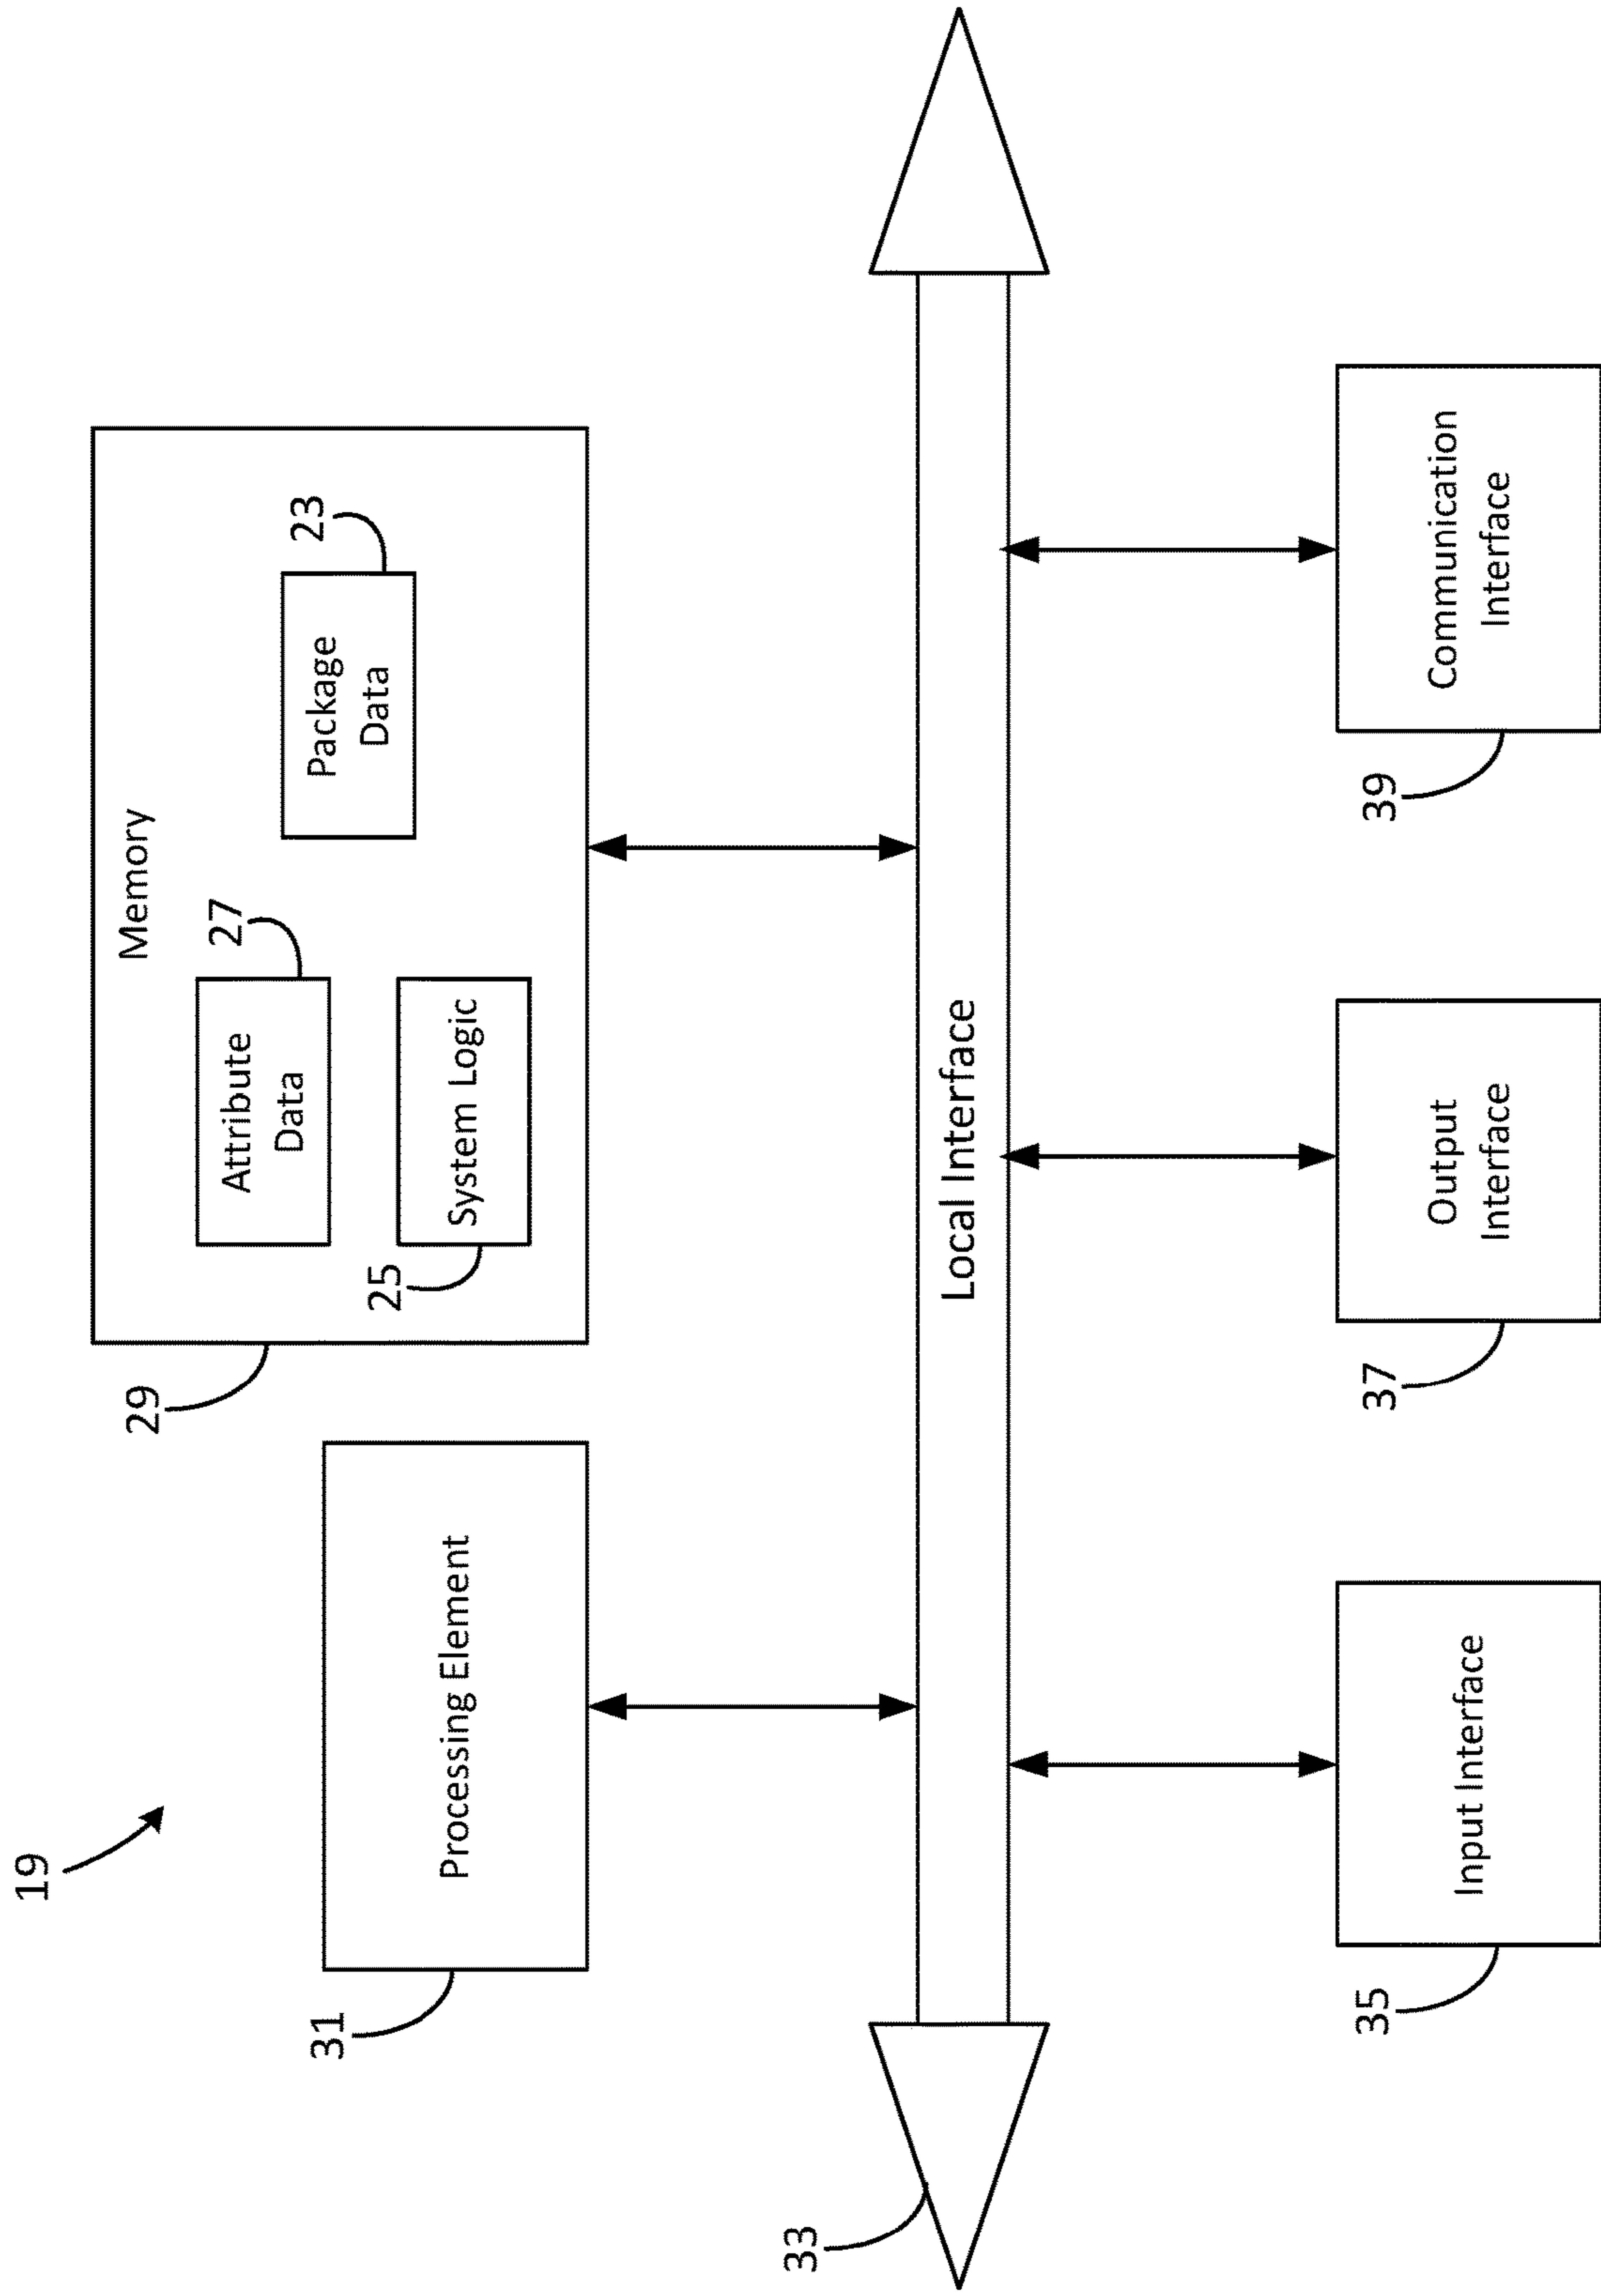 19
29
Memory
27
Attribute
Data
23
Package
Data
25
System Logic
31
Processing Element
33
Local Interface
35
Input Interface
37
Output
Interface
39
Communication
Interface